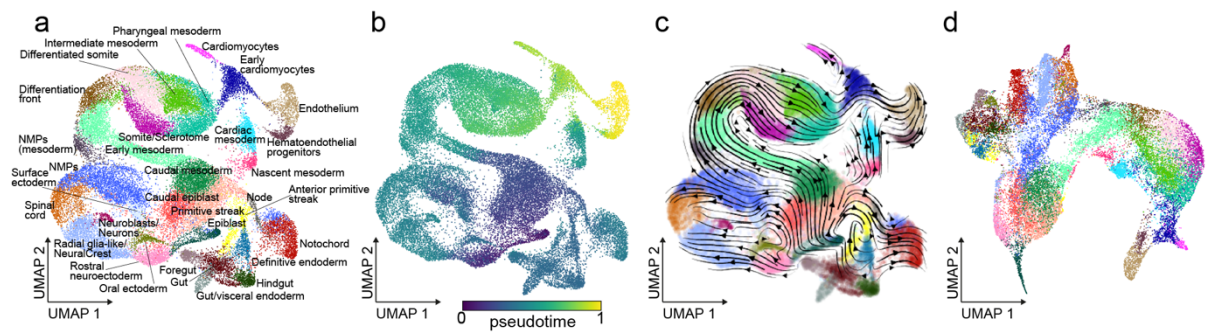 a
b
c
d
Pharyngeal mesoderm
Intermediate mesoderm
Differentiated somite
Cardiomyocytes
Early
cardiomyocytes
Differentiation
front
Endothelium
Somite/Sclerotome
Cardiac
mesoderm
Hematoendothelial
progenitors
NMPs
(mesoderm)
Early mesoderm
Caudal mesoderm
Nascent mesoderm
NMPs
Surface
ectoderm
Caudal epiblast
Node
Anterior primitive
streak
Spinal
cord
Primitive streak
Epiblast
Neuroblasts/
Neurons
Notochord
Radial glia-like/
NeuralCrest
Definitive endoderm
Rostral
neuroectoderm
Foregut
Gut
Hindgut
Oral ectoderm
Gut/visceral endoderm
UMAP 2
UMAP 1
UMAP 2
UMAP 1
0
1
pseudotime
UMAP 2
UMAP 1
UMAP 2
UMAP 1